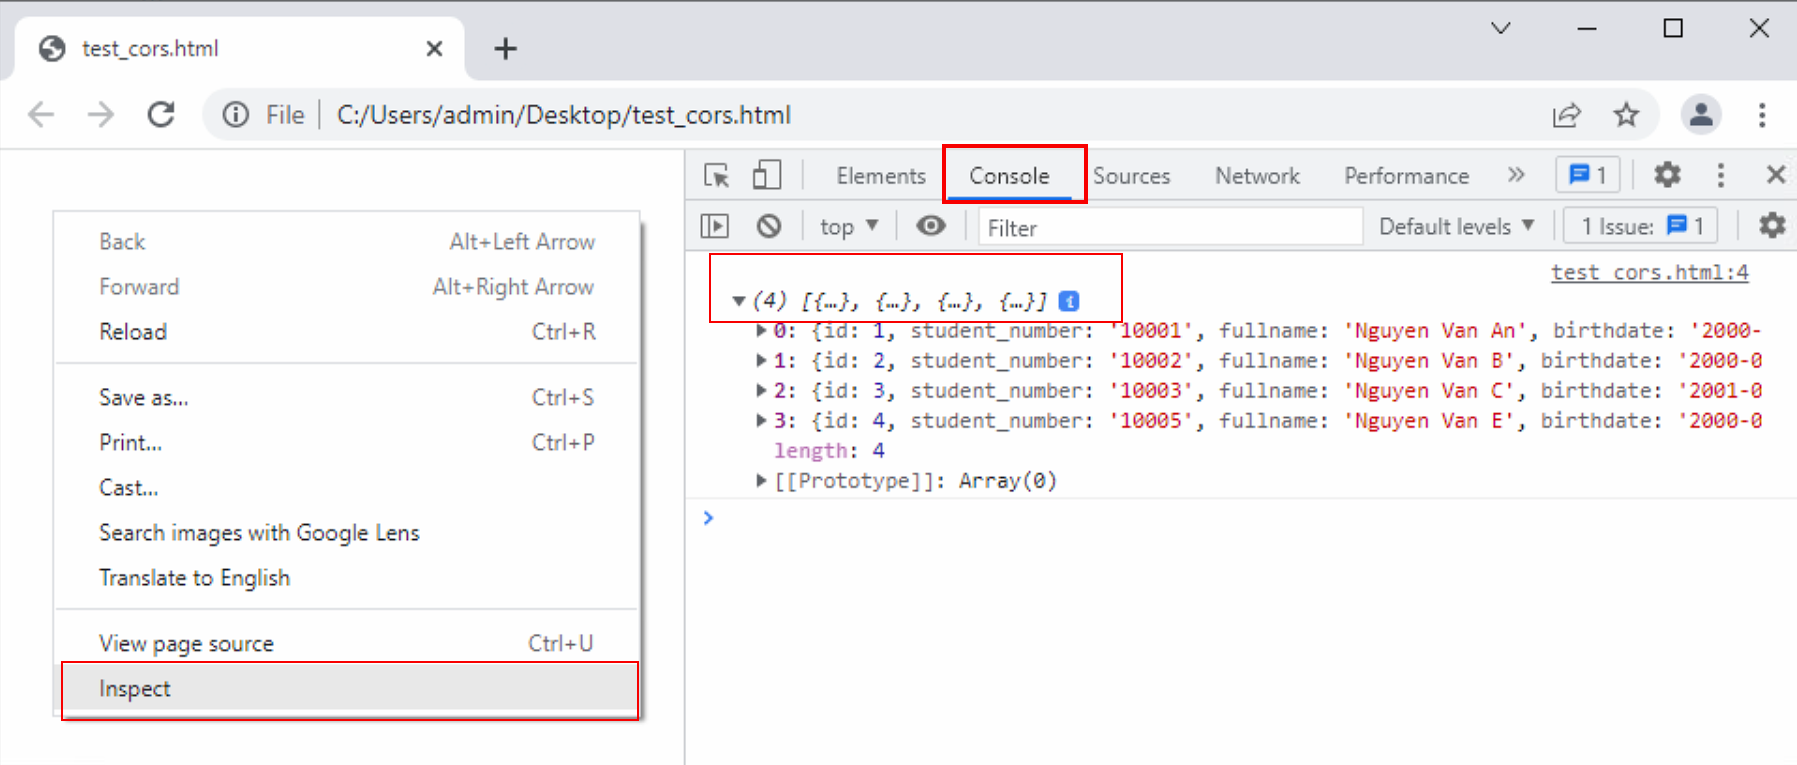 test_cors.html
File C:/Users/admin/Desktop/test_cors.html
Back Alt+Left Arrow
Forward Alt+Right Arrow
Reload Ctrl+R
Save as... Ctrl+S
Print... Ctrl+P
Cast...
Search images with Google Lens
Translate to English
View page source Ctrl+U
Inspect
Elements Console Sources Network Performance » 1
top Filter Default levels 1 Issue: 1
test_cors.html:4
(4) [{…}, {…}, {…}, {…}] i
0: {id: 1, student_number: '10001', fullname: 'Nguyen Van An', birthdate: '2000-
1: {id: 2, student_number: '10002', fullname: 'Nguyen Van B', birthdate: '2000-0
2: {id: 3, student_number: '10003', fullname: 'Nguyen Van C', birthdate: '2001-0
3: {id: 4, student_number: '10005', fullname: 'Nguyen Van E', birthdate: '2000-0
length: 4
[[Prototype]]: Array(0)